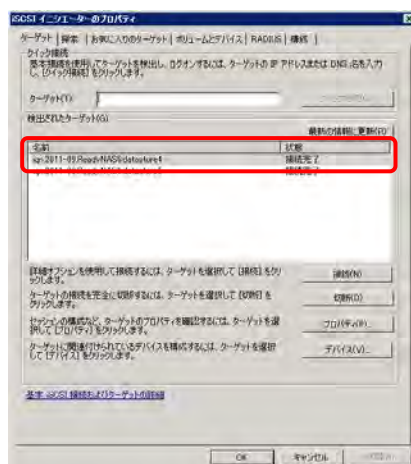 iSCSI イニシエーターのプロパティ
ターゲット 探索 お気に入りのターゲット ボリュームとデバイス RADIUS 構成
クイック接続
基本接続を使用してターゲットを検出し、ログオンするには、ターゲットの IP アドレスまたは DNS 名を入力
し、[クイック接続] をクリックします。
ターゲット(T):
検出されたターゲット(G)
最新の情報に更新(R)
名前 状態
接続完了
詳細オプションを使用して接続するには、ターゲットを選択して [接続] をクリ
ックします。
接続(N)
ターゲットの接続を完全に切断するには、ターゲットを選択して [切断] を
クリックします。
切断(D)
セッションの構成など、ターゲットのプロパティを確認するには、ターゲットを選
択して [プロパティ] をクリックします。
プロパティ(P)...
ターゲットに関連付けられているデバイスを構成するには、ターゲットを選択
して [デバイス] をクリックします。
デバイス(V)...
基本 iSCSI 接続およびターゲットの詳細
OK キャンセル